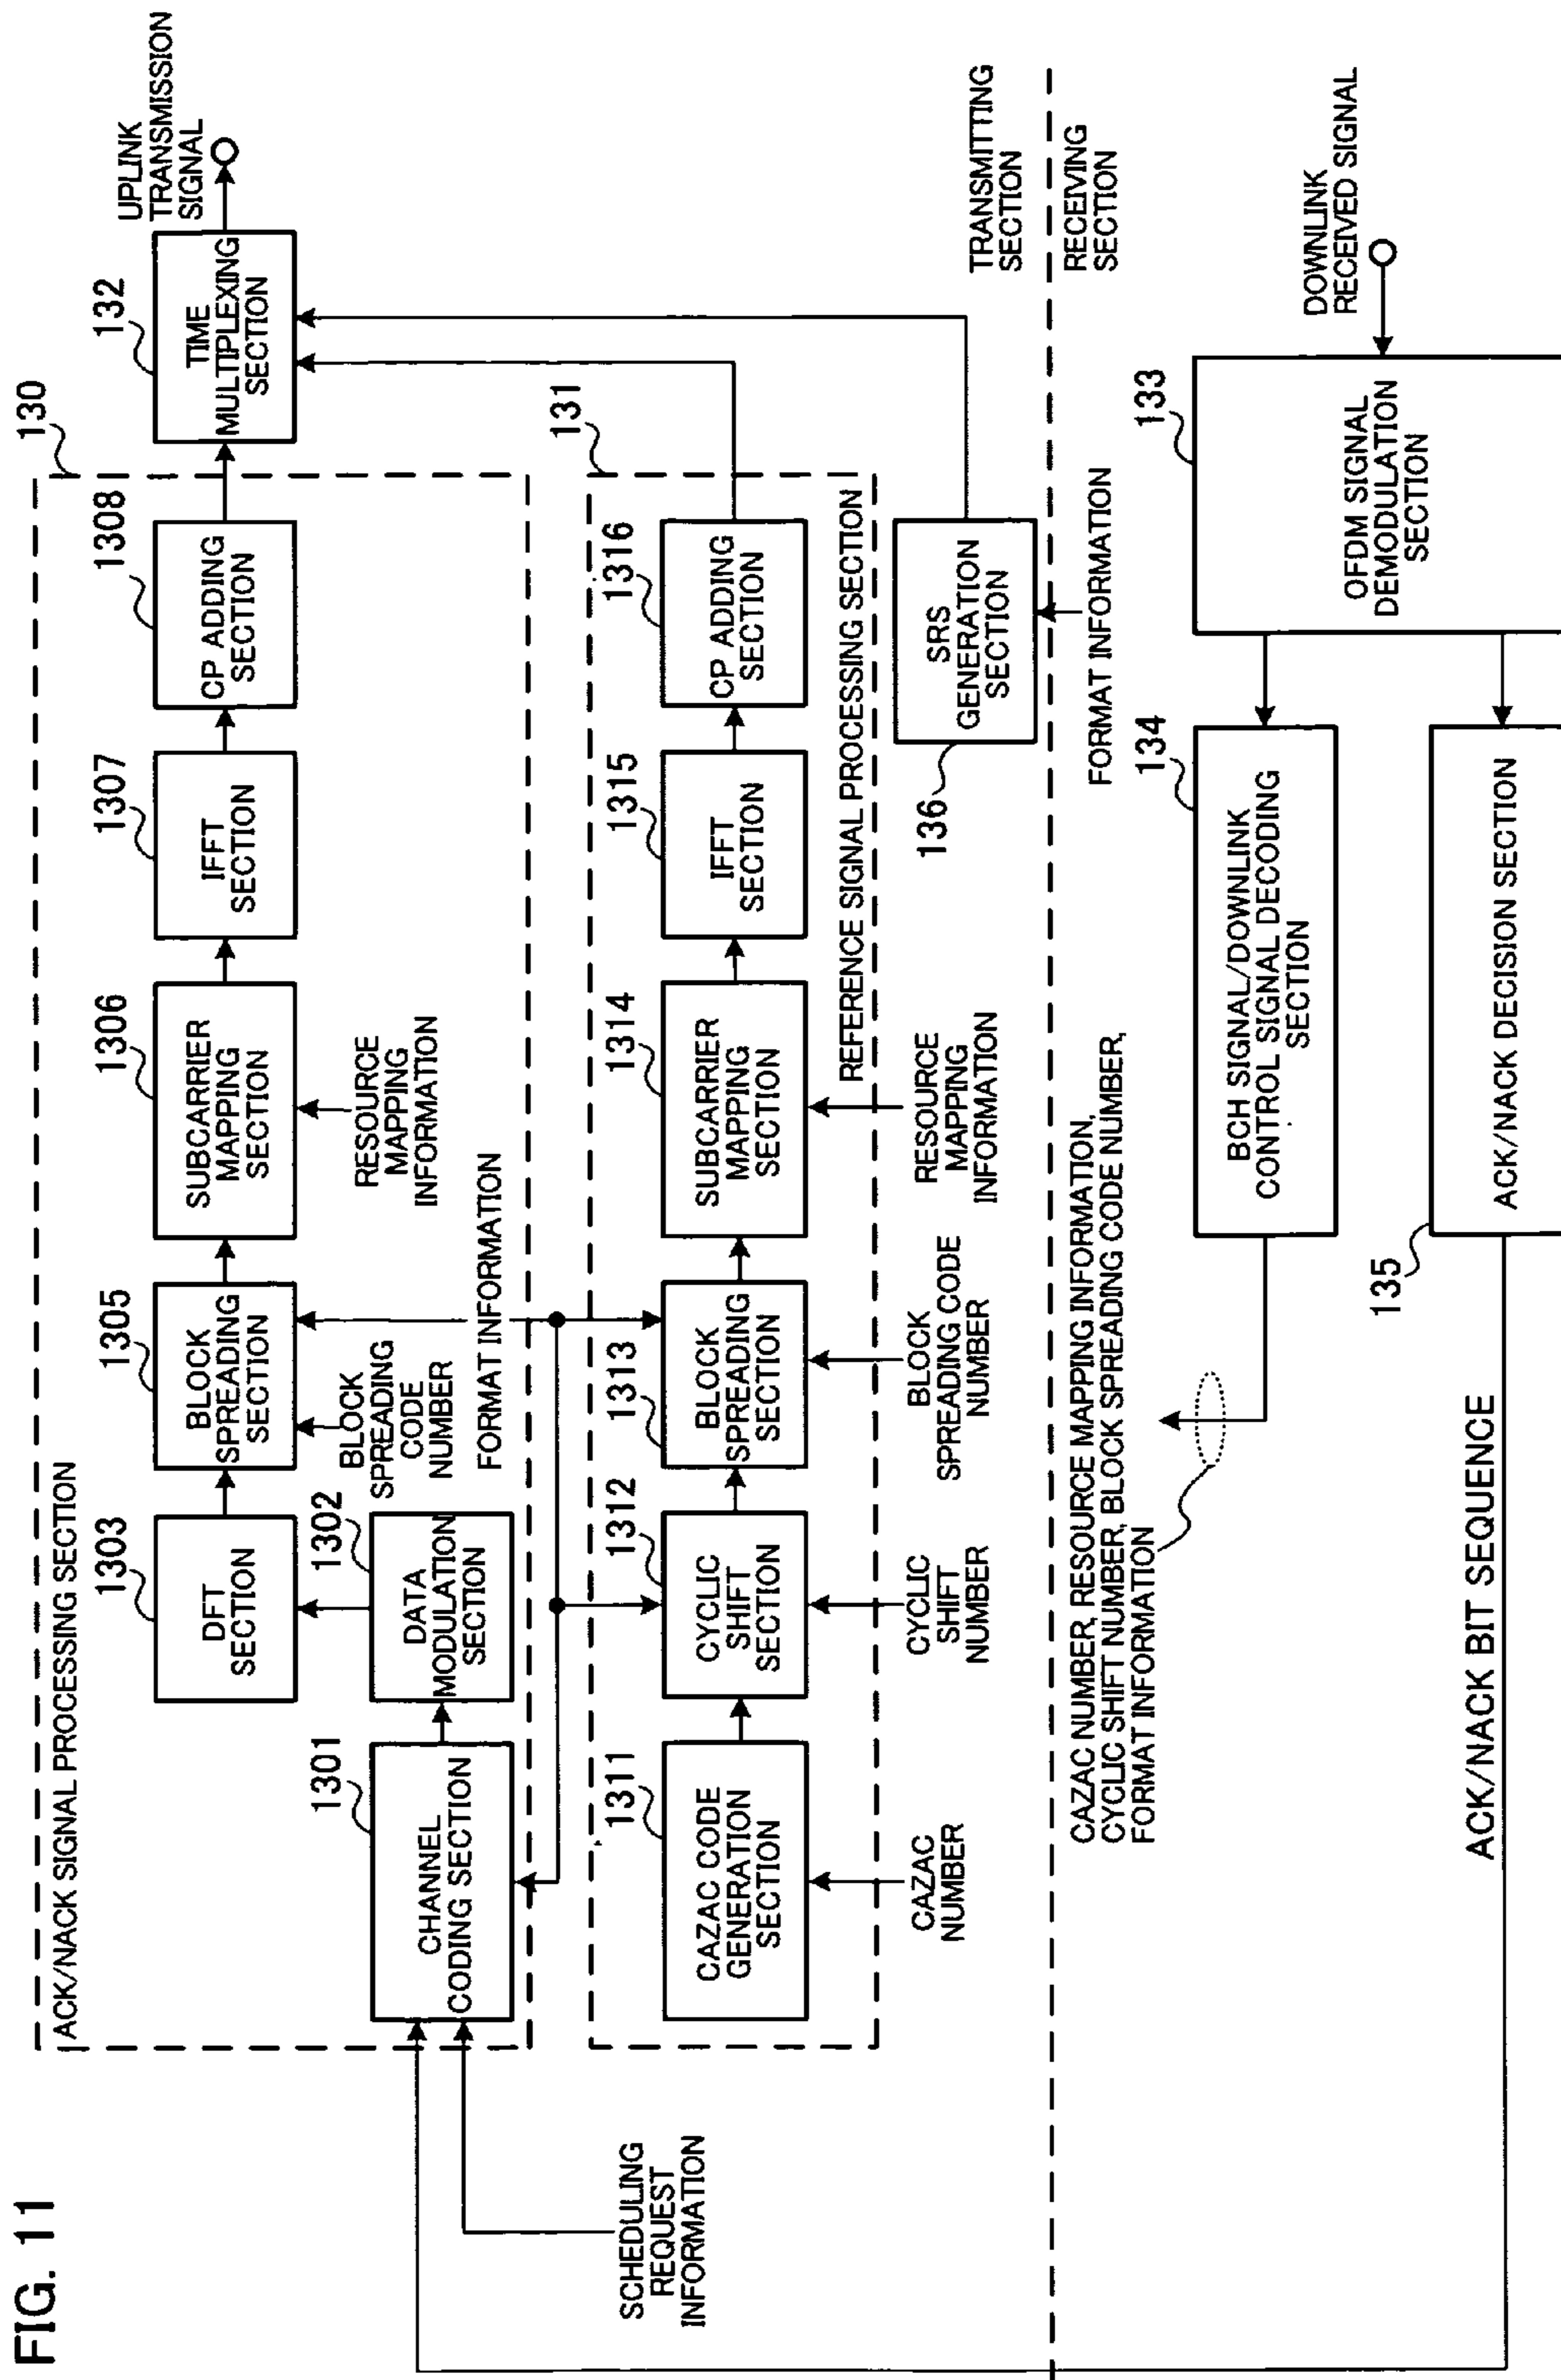 FIG. 11
ACK/NACK SIGNAL PROCESSING SECTION
130
1301
CHANNEL
CODING SECTION
1302
DATA
MODULATION
SECTION
1303
DFT
SECTION
1305
BLOCK
SPREADING
SECTION
BLOCK
SPREADING
CODE
NUMBER
FORMAT INFORMATION
1306
SUBCARRIER
MAPPING
SECTION
RESOURCE
MAPPING
INFORMATION
1307
IFFT
SECTION
1308
CP ADDING
SECTION
132
TIME
MULTIPLEXING
SECTION
UPLINK
TRANSMISSION
SIGNAL
SCHEDULING
REQUEST
INFORMATION
131
1311
CAZAC CODE
GENERATION
SECTION
CAZAC
NUMBER
1312
CYCLIC
SHIFT
SECTION
CYCLIC
SHIFT
NUMBER
1313
BLOCK
SPREADING
SECTION
BLOCK
SPREADING CODE
NUMBER
1314
SUBCARRIER
MAPPING
SECTION
RESOURCE
MAPPING
INFORMATION
1315
IFFT
SECTION
1316
CP ADDING
SECTION
REFERENCE SIGNAL PROCESSING SECTION
136
SRS
GENERATION
SECTION
FORMAT INFORMATION
TRANSMITTING
SECTION
RECEIVING
SECTION
CAZAC NUMBER, RESOURCE MAPPING INFORMATION,
CYCLIC SHIFT NUMBER, BLOCK SPREADING CODE NUMBER,
FORMAT INFORMATION
134
BCH SIGNAL/DOWNLINK
CONTROL SIGNAL DECODING
SECTION
133
OFDM SIGNAL
DEMODULATION
SECTION
DOWNLINK
RECEIVED SIGNAL
135
ACK/NACK DECISION SECTION
ACK/NACK BIT SEQUENCE